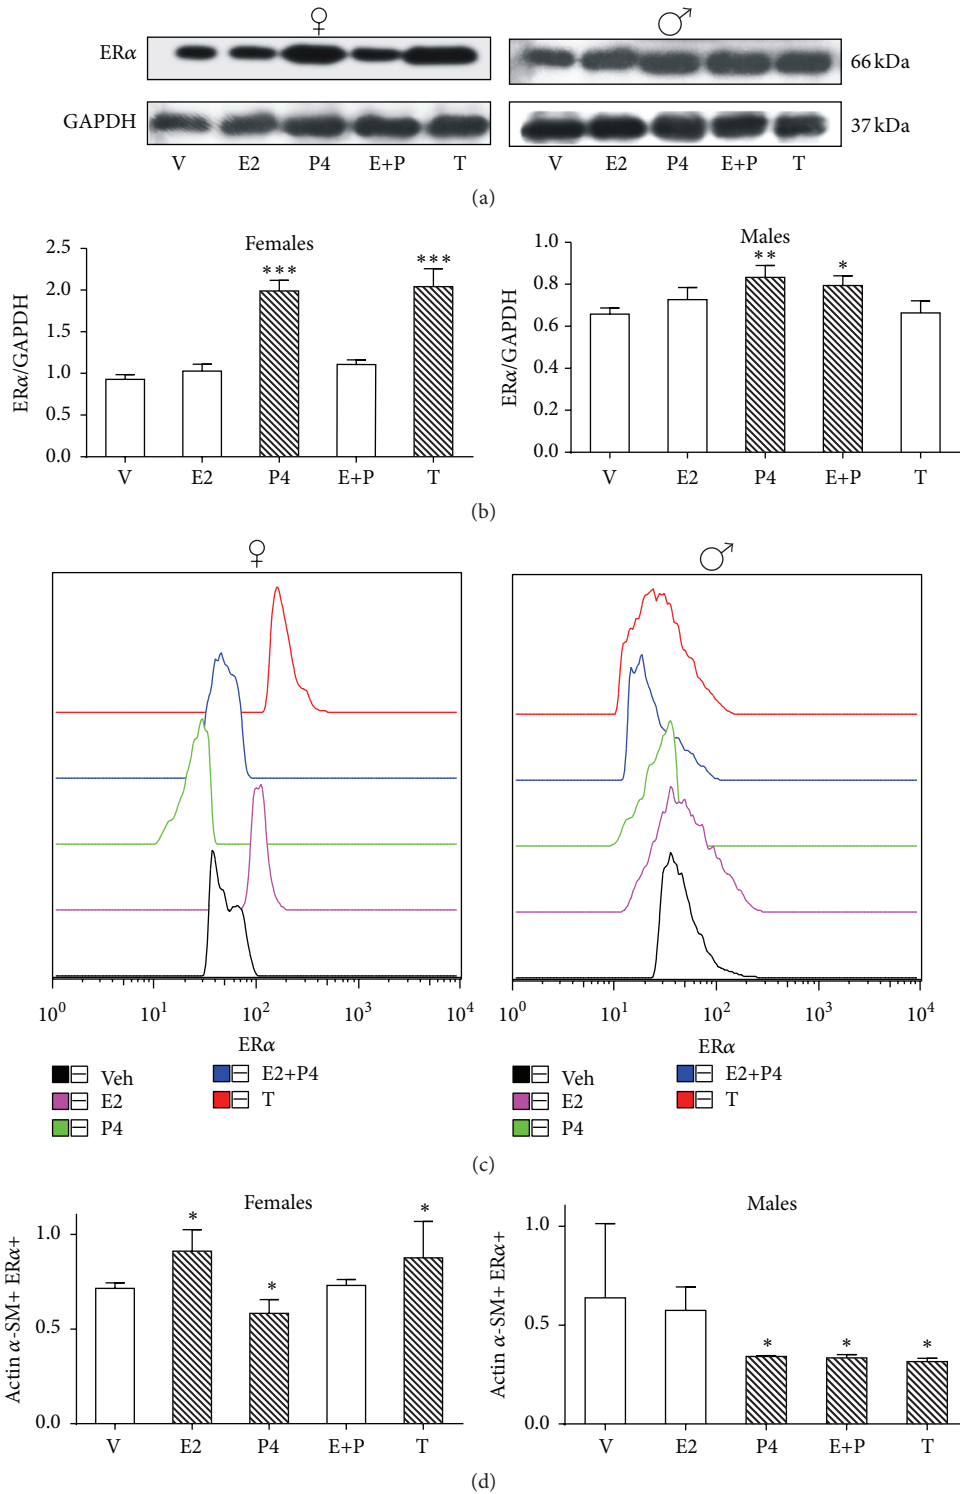 ♀ ♂
ERα
66 kDa
GAPDH
37 kDa
V E2 P4 E+P T V E2 P4 E+P T
(a)
Females
ERα/GAPDH
2.5
2.0
1.5
1.0
0.5
0.0
*** ***
V E2 P4 E+P T
Males
ERα/GAPDH
1.0
0.8
0.6
0.4
0.2
0.0
** *
V E2 P4 E+P T
(b)
♀ ♂
10⁰ 10¹ 10² 10³ 10⁴
ERα
Veh
E2
P4
E2+P4
T
10⁰ 10¹ 10² 10³ 10⁴
ERα
Veh
E2
P4
E2+P4
T
(c)
Females
Actin α-SM+ ERα+
1.0
0.5
0.0
* * *
V E2 P4 E+P T
Males
Actin α-SM+ ERα+
1.0
0.5
0.0
* * *
V E2 P4 E+P T
(d)